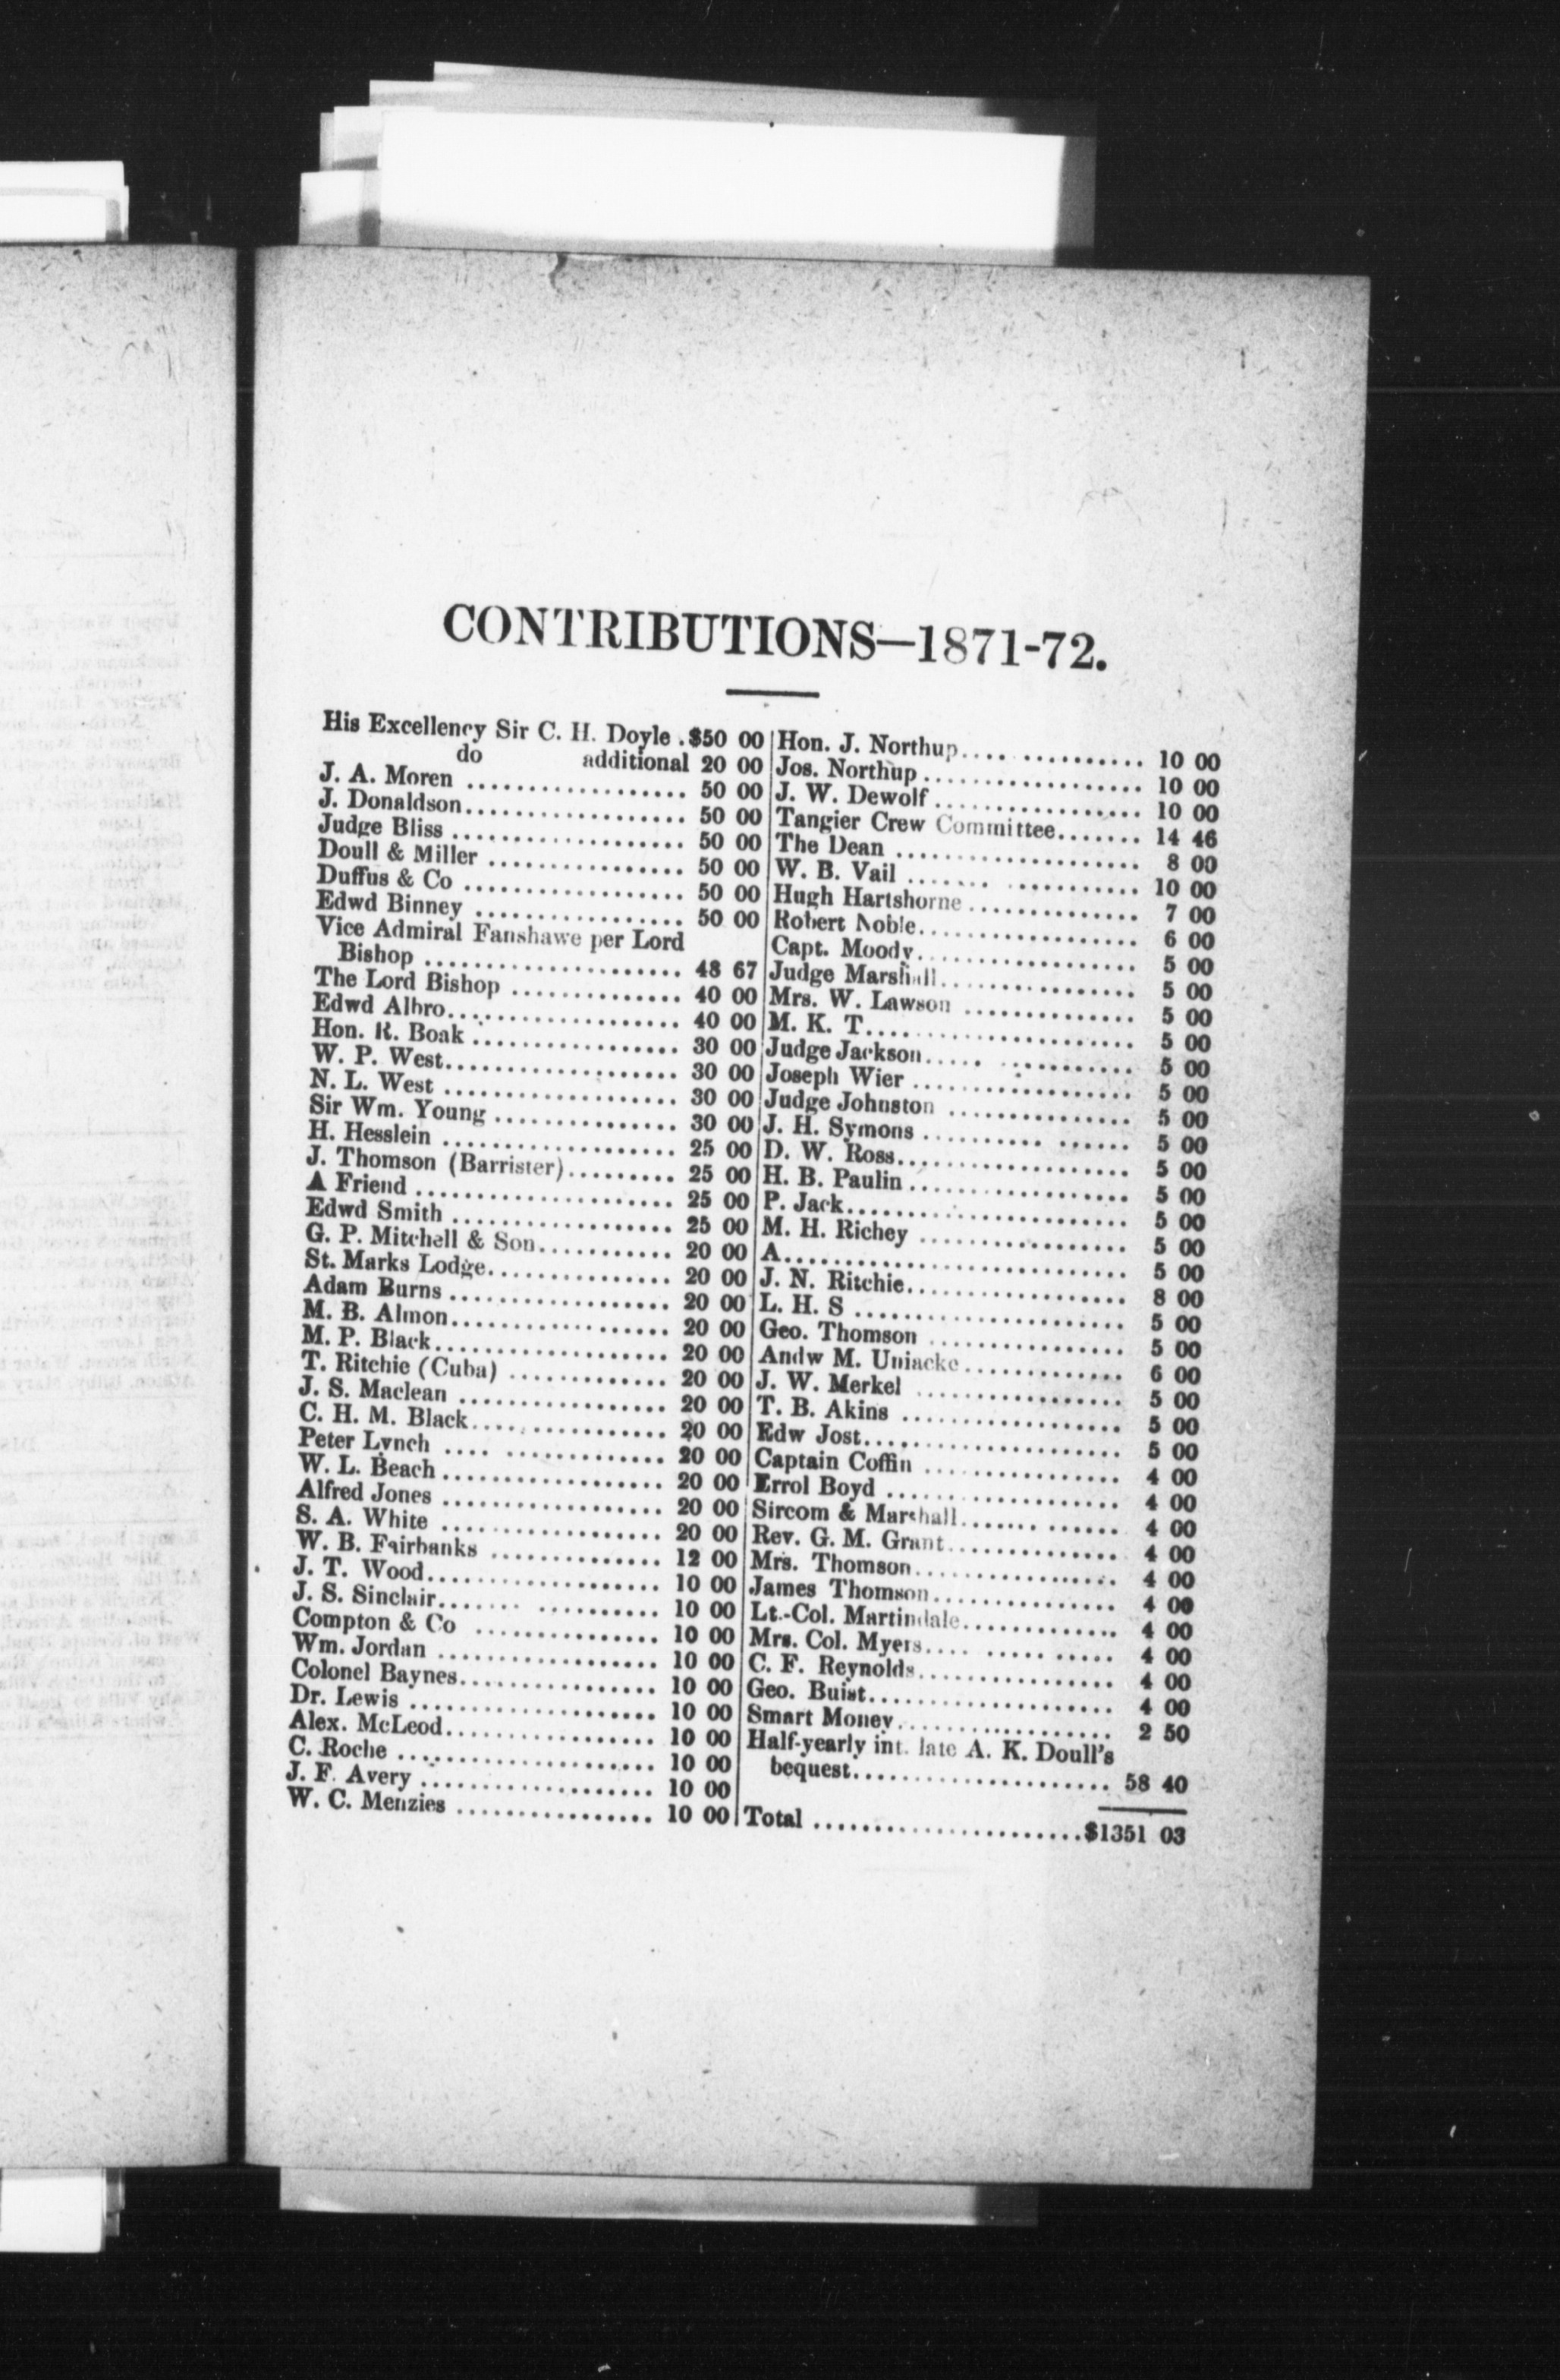 CONTRIBUTIONS—1871-72.
His Excellency Sir C. H. Doyle .$50 00
do additional 20 00
J. A. Moren .................. 50 00
J. Donaldson................... 50 00
Judge Bliss ................... 50 00
Doull & Miller ................ 50 00
Duffus & Co .................. 50 00
Edwd Binney ................. 50 00
Vice Admiral Fanshawe per Lord
Bishop ..................... 48 67
The Lord Bishop .............. 40 00
Edwd Albro................... 40 00
Hon. R. Boak ................. 30 00
W. P. West................... 30 00
N. L. West ................... 30 00
Sir Wm. Young ............... 30 00
H. Hesslein ................... 25 00
J. Thomson (Barrister)......... 25 00
A Friend ..................... 25 00
Edwd Smith .................. 25 00
G. P. Mitchell & Son........... 20 00
St. Marks Lodge............... 20 00
Adam Burns .................. 20 00
M. B. Almon.................. 20 00
M. P. Black................... 20 00
T. Ritchie (Cuba) ............. 20 00
J. S. Maclean ................. 20 00
C. H. M. Black................ 20 00
Peter Lynch .... ............. 20 00
W. L. Beach .................. 20 00
Alfred Jones .................. 20 00
S. A. White .................. 20 00
W. B. Fairbanks .............. 12 00
J. T. Wood................... 10 00
J. S. Sinclair....... .......... 10 00
Compton & Co ............... 10 00
Wm. Jordan .................. 10 00
Colonel Baynes................ 10 00
Dr. Lewis .................... 10 00
Alex. McLeod................. 10 00
C. Roche ..................... 10 00
J. F. Avery ................... 10 00
W. C. Menzies ................ 10 00
Hon. J. Northup.... .......... 10 00
Jos. Northup .................. 10 00
J. W. Dewolf ................. 10 00
Tangier Crew Committee....... 14 46
The Dean .................... 8 00
W. B. Vail ....... ........... 10 00
Hugh Hartshorne .............. 7 00
Robert Noble.................. 6 00
Capt. Moody.................. 5 00
Judge Marshall................ 5 00
Mrs. W. Lawson .............. 5 00
M. K. T...................... 5 00
Judge Jackson..... ........... 5 00
Joseph Wier .................. 5 00
Judge Johnston ............... 5 00
J. H. Symons .......... ...... 5 00
D. W. Ross................... 5 00
H. B. Paulin .................. 5 00
P. Jack....................... 5 00
M. H. Richey ................. 5 00
A............................ 5 00
J. N. Ritchie.................. 8 00
L. H. S ...................... 5 00
Geo. Thomson ................ 5 00
Andw M. Uniacke............. 6 00
J. W. Merkel ................. 5 00
T. B. Akins .................. 5 00
Edw Jost..................... 5 00
Captain Coffin ................ 4 00
Errol Boyd ................... 4 00
Sircom & Marshall....... ...... 4 00
Rev. G. M. Grant.............. 4 00
Mrs. Thomson................. 4 00
James Thomson............... 4 00
Lt.-Col. Martindale............. 4 00
Mrs. Col. Myers.... ..... ..... 4 00
C. F. Reynolds................ 4 00
Geo. Buist.................... 4 00
Smart Money.................. 2 50
Half-yearly int. late A. K. Doull's
bequest..................... 58 40
Total ......................$1351 03